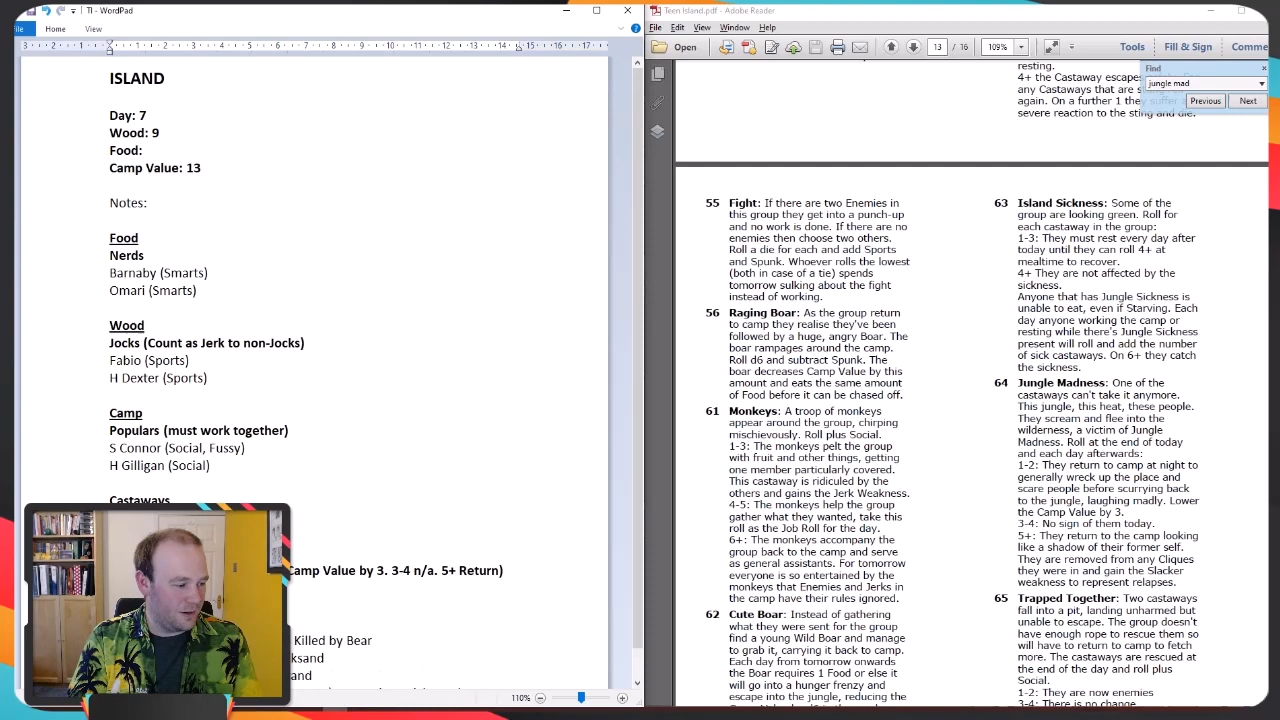 TI - WordPad
File
Home
View
3 2 1 1 2 3 4 5 6 7 8 9 10 11 12 13 14 15 16 17
ISLAND
Day: 7
Wood: 9
Food:
Camp Value: 13
Notes:
Food
Nerds
Barnaby (Smarts)
Omari (Smarts)
Wood
Jocks (Count as Jerk to non-Jocks)
Fabio (Sports)
H Dexter (Sports)
Camp
Populars (must work together)
S Connor (Social, Fussy)
H Gilligan (Social)
Castaways
Camp Value by 3. 3-4 n/a. 5+ Return)
Killed by Bear
110%
Teen Island.pdf - Adobe Reader
File Edit View Window Help
Open
13 / 16
109%
Tools
Fill & Sign
Comme
Find
jungle mad
Previous
Next
resting.
4+ the Castaway escapes
any Castaways that are
again. On a further 1 they suffer a
severe reaction to the sting and die.
55 Fight: If there are two Enemies in
this group they get into a punch-up
and no work is done. If there are no
enemies then choose two others.
Roll a die for each and add Sports
and Spunk. Whoever rolls the lowest
(both in case of a tie) spends
tomorrow sulking about the fight
instead of working.
56 Raging Boar: As the group return
to camp they realise they've been
followed by a huge, angry Boar. The
boar rampages around the camp.
Roll d6 and subtract Spunk. The
boar decreases Camp Value by this
amount and eats the same amount
of Food before it can be chased off.
61 Monkeys: A troop of monkeys
appear around the group, chirping
mischievously. Roll plus Social.
1-3: The monkeys pelt the group
with fruit and other things, getting
one member particularly covered.
This castaway is ridiculed by the
others and gains the Jerk Weakness.
4-5: The monkeys help the group
gather what they wanted, take this
roll as the Job Roll for the day.
6+: The monkeys accompany the
group back to the camp and serve
as general assistants. For tomorrow
everyone is so entertained by the
monkeys that Enemies and Jerks in
the camp have their rules ignored.
62 Cute Boar: Instead of gathering
what they were sent for the group
find a young Wild Boar and manage
to grab it, carrying it back to camp.
Each day from tomorrow onwards
the Boar requires 1 Food or else it
will go into a hunger frenzy and
escape into the jungle, reducing the
63 Island Sickness: Some of the
group are looking green. Roll for
each castaway in the group:
1-3: They must rest every day after
today until they can roll 4+ at
mealtime to recover.
4+ They are not affected by the
sickness.
Anyone that has Jungle Sickness is
unable to eat, even if Starving. Each
day anyone working the camp or
resting while there's Jungle Sickness
present will roll and add the number
of sick castaways. On 6+ they catch
the sickness.
64 Jungle Madness: One of the
castaways can't take it anymore.
This jungle, this heat, these people.
They scream and flee into the
wilderness, a victim of Jungle
Madness. Roll at the end of today
and each day afterwards:
1-2: They return to camp at night to
generally wreck up the place and
scare people before scurrying back
to the jungle, laughing madly. Lower
the Camp Value by 3.
3-4: No sign of them today.
5+: They return to the camp looking
like a shadow of their former self.
They are removed from any Cliques
they were in and gain the Slacker
weakness to represent relapses.
65 Trapped Together: Two castaways
fall into a pit, landing unharmed but
unable to escape. The group doesn't
have enough rope to rescue them so
will have to return to camp to fetch
more. The castaways are rescued at
the end of the day and roll plus
Social.
1-2: They are now enemies
3-4: There is no change